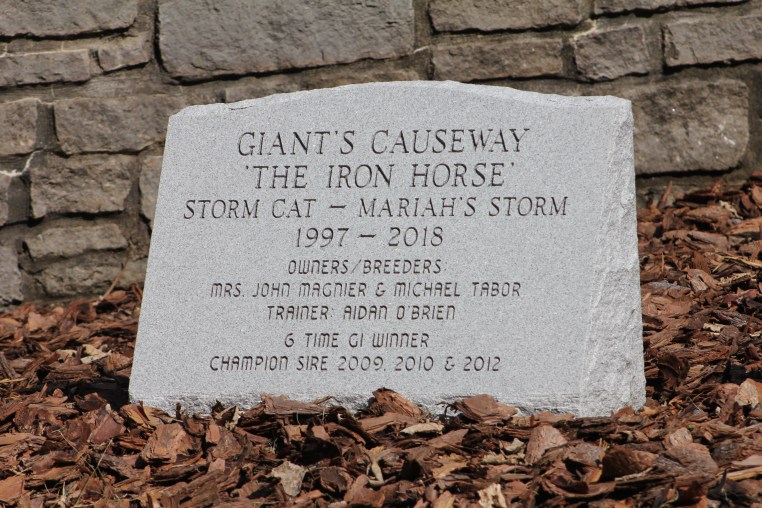 GIANT'S CAUSEWAY
'THE IRON HORSE'
STORM CAT – MARIAH'S STORM
1997 – 2018
OWNERS/BREEDERS:
MRS. JOHN MAGNIER & MICHAEL TABOR
TRAINER: AIDAN O'BRIEN
6 TIME G1 WINNER
CHAMPION SIRE 2009, 2010 & 2012